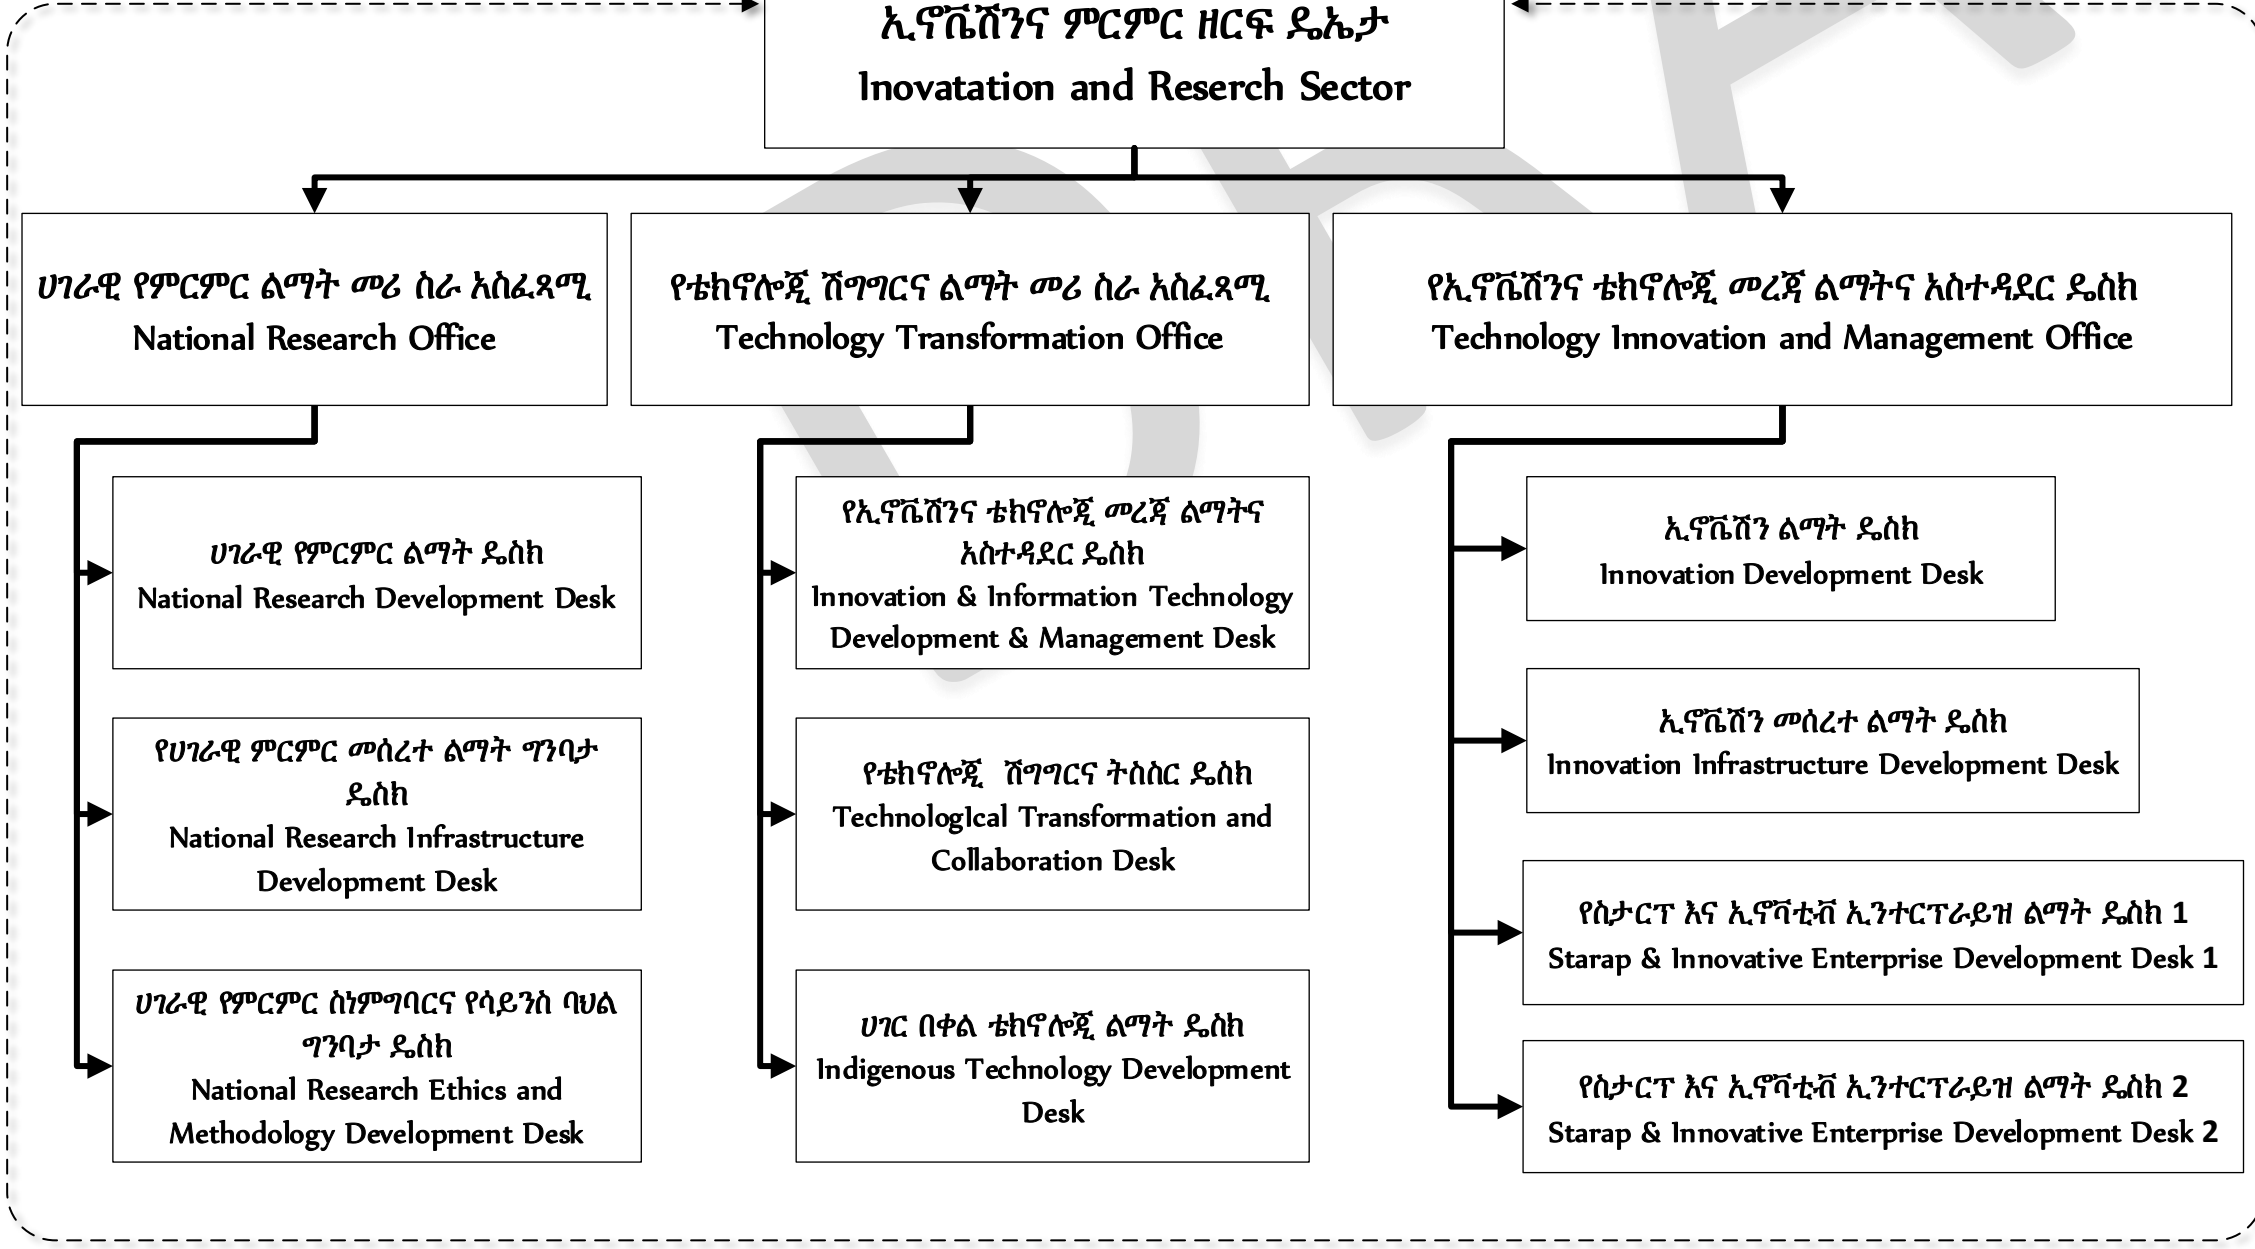 ኢኖቬሽንና ምርምር ዘርፍ ዴኤታ
Inovatation and Reserch Sector
ሀገራዊ የምርምር ልማት መሪ ስራ አስፈጻሚ
National Research Office
የቴክኖሎጂ ሽግግርና ልማት መሪ ስራ አስፈጻሚ
Technology Transformation Office
የኢኖቬሽንና ቴክኖሎጂ መረጃ ልማትና አስተዳደር ዴስክ
Technology Innovation and Management Office
ሀገራዊ የምርምር ልማት ዴስክ
National Research Development Desk
የሀገራዊ ምርምር መሰረተ ልማት ግንባታ
ዴስክ
National Research Infrastructure
Development Desk
ሀገራዊ የምርምር ስነምግባርና የሳይንስ ባህል
ግንባታ ዴስክ
National Research Ethics and
Methodology Development Desk
የኢኖቬሽንና ቴክኖሎጂ መረጃ ልማትና
አስተዳደር ዴስክ
Innovation & Information Technology
Development & Management Desk
የቴክኖሎጂ ሽግግርና ትስስር ዴስክ
TechnologIcal Transformation and
Collaboration Desk
ሀገር በቀል ቴክኖሎጂ ልማት ዴስክ
Indigenous Technology Development
Desk
ኢኖቬሽን ልማት ዴስክ
Innovation Development Desk
ኢኖቬሽን መሰረተ ልማት ዴስክ
Innovation Infrastructure Development Desk
የስታርፕ እና ኢኖቫቲቭ ኢንተርፕራይዝ ልማት ዴስክ 1
Starap & Innovative Enterprise Development Desk 1
የስታርፕ እና ኢኖቫቲቭ ኢንተርፕራይዝ ልማት ዴስክ 2
Starap & Innovative Enterprise Development Desk 2